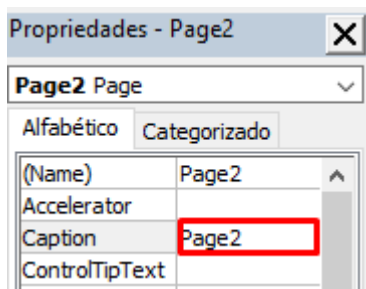 Propriedades - Page2
Page2 Page
Alfabético Categorizado
(Name) Page2
Accelerator
Caption Page2
ControlTipText